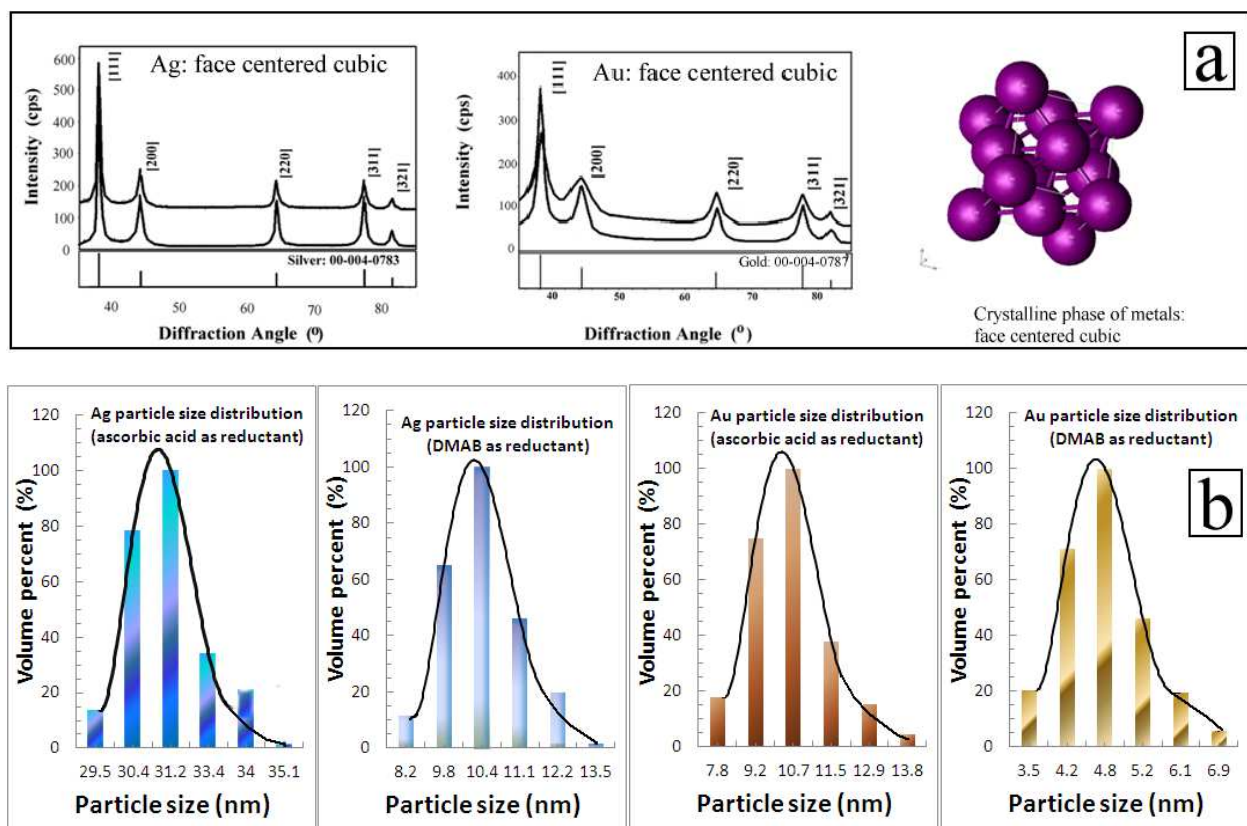 a
Ag: face centered cubic
Intensity (cps)
600
500
400
300
200
100
0
[111]
[200]
[220]
[311]
[321]
Silver: 00-004-0783
40 50 60 70 80
Diffraction Angle (º)
Au: face centered cubic
Intensity (cps)
400
300
200
100
0
[111]
[200]
[220]
[311]
[321]
Gold: 00-004-0787
40 50 60 70 80
Diffraction Angle (º)
Crystalline phase of metals:
face centered cubic
b
Ag particle size distribution
(ascorbic acid as reductant)
Volume percent (%)
120
100
80
60
40
20
0
29.5 30.4 31.2 33.4 34 35.1
Particle size (nm)
Ag particle size distribution
(DMAB as reductant)
Volume percent (%)
120
100
80
60
40
20
0
8.2 9.8 10.4 11.1 12.2 13.5
Particle size (nm)
Au particle size distribution
(ascorbic acid as reductant)
Volume percent (%)
120
100
80
60
40
20
0
7.8 9.2 10.7 11.5 12.9 13.8
Particle size (nm)
Au particle size distribution
(DMAB as reductant)
Volume percent (%)
120
100
80
60
40
20
0
3.5 4.2 4.8 5.2 6.1 6.9
Particle size (nm)